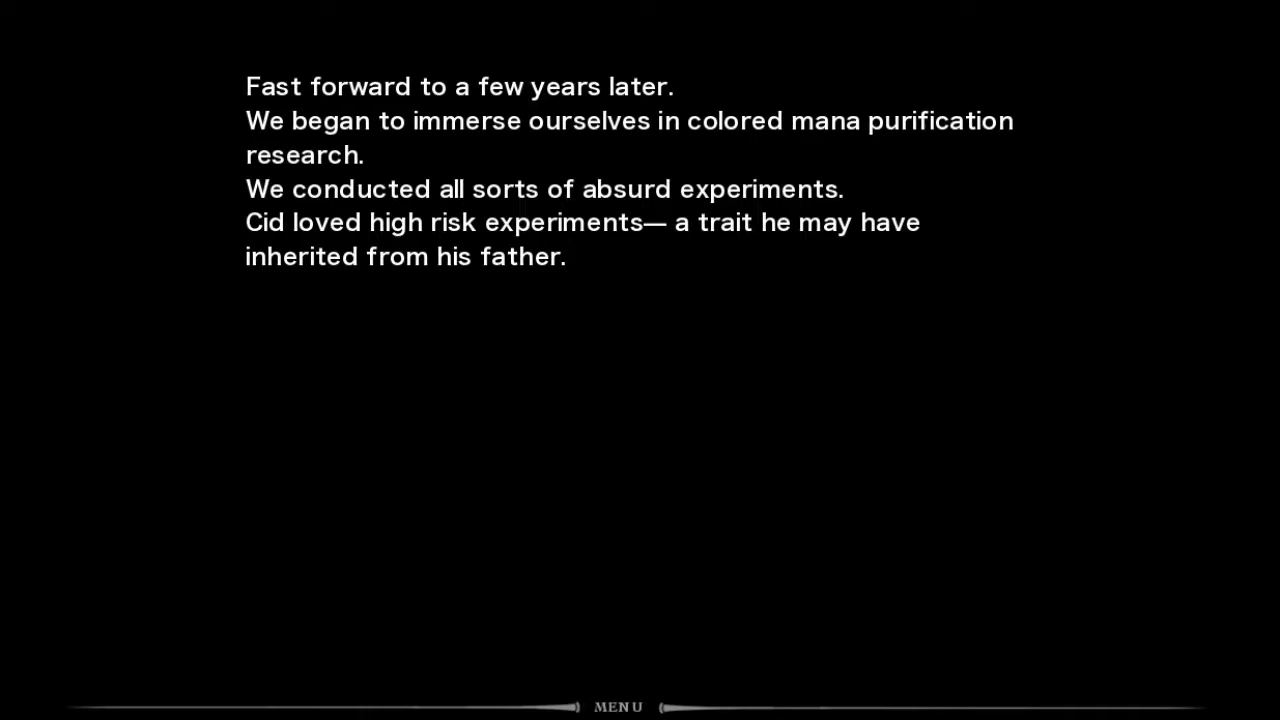 Fast forward to a few years later.
We began to immerse ourselves in colored mana purification
research.
We conducted all sorts of absurd experiments.
Cid loved high risk experiments— a trait he may have
inherited from his father.
MENU